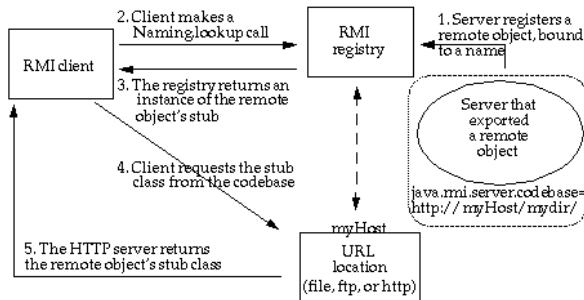 2. Client makes a
Naming.lookup call
RMI
registry
1. Server registers a
remote object, bound
to a name
RMI client
3. The registry returns an
instance of the remote
object's stub
Server that
exported
a remote
object
4. Client requests the stub
class from the codebase
java.rmi.server.codebase=
http://myHost/mydir/
myHost
URL
location
(file, ftp, or http)
5. The HTTP server returns
the remote object's stub class